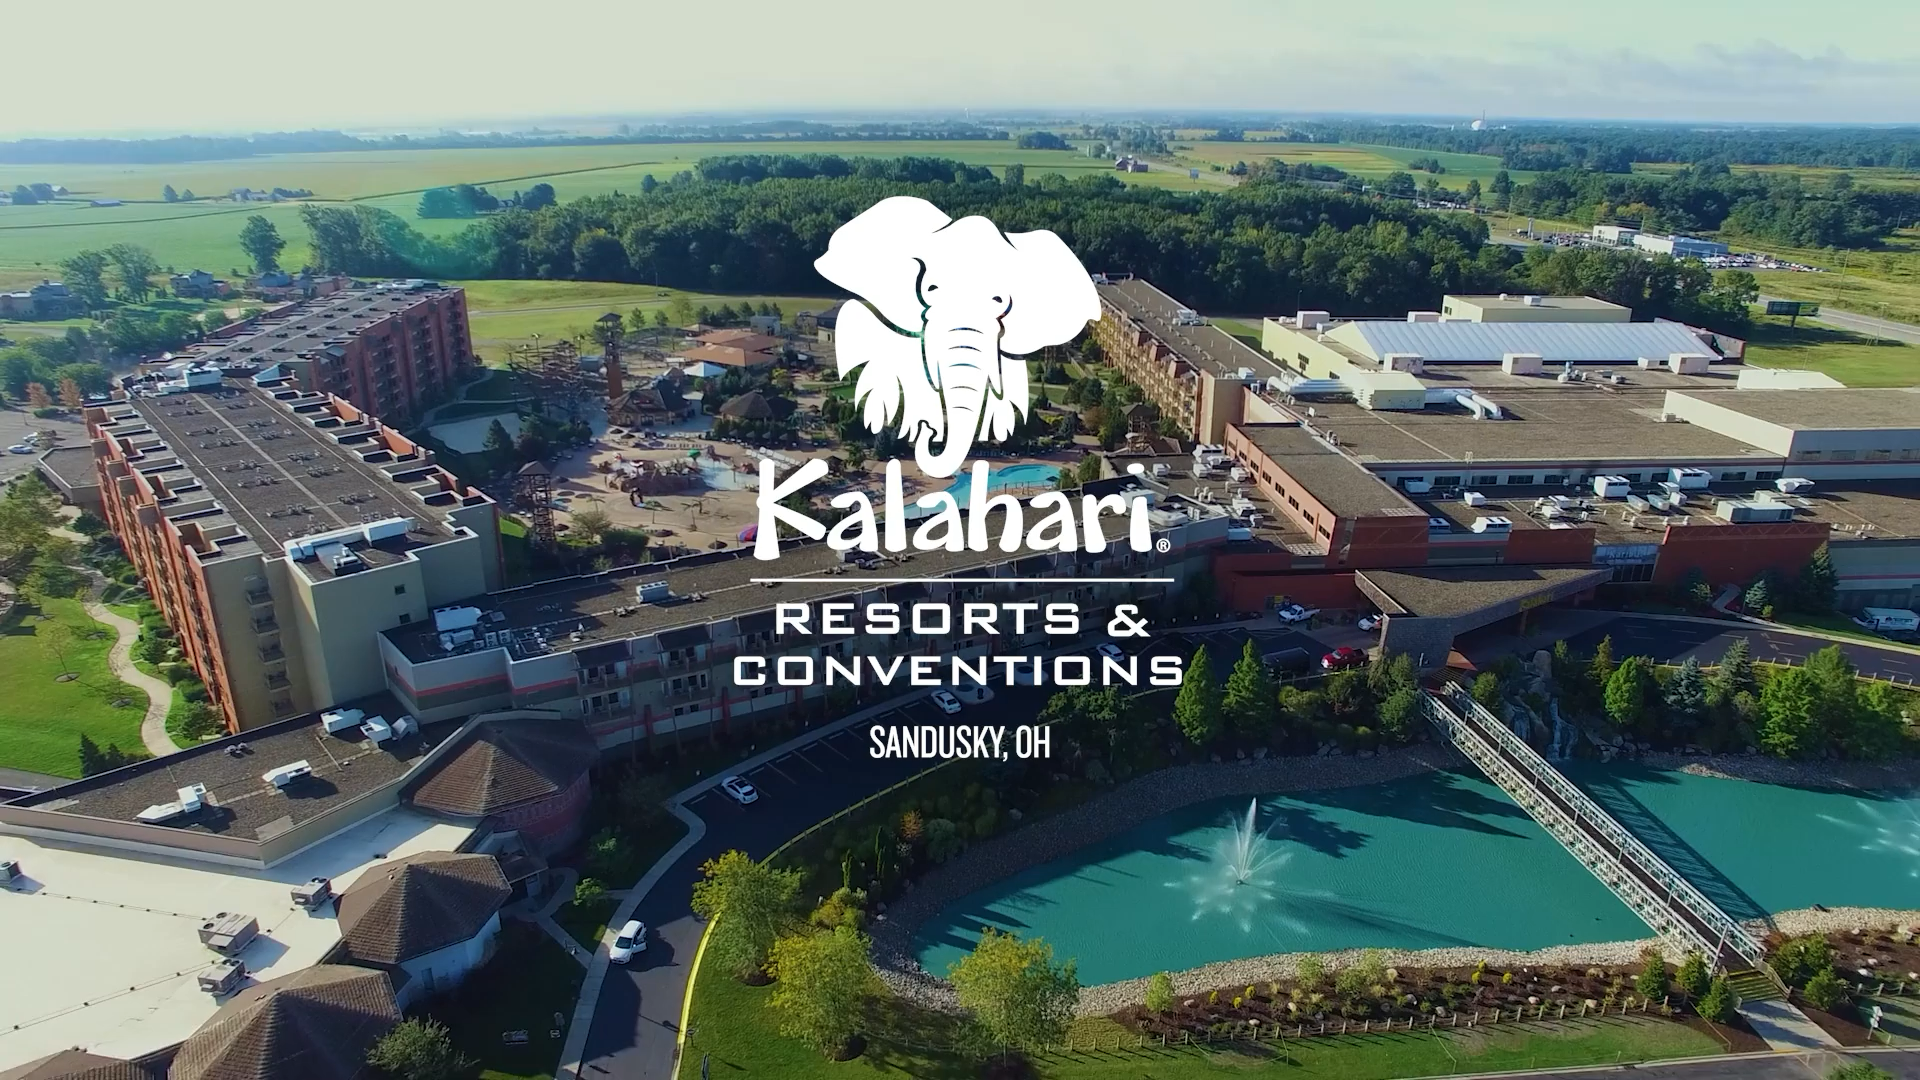 Kalahari®
RESORTS &
CONVENTIONS
SANDUSKY, OH